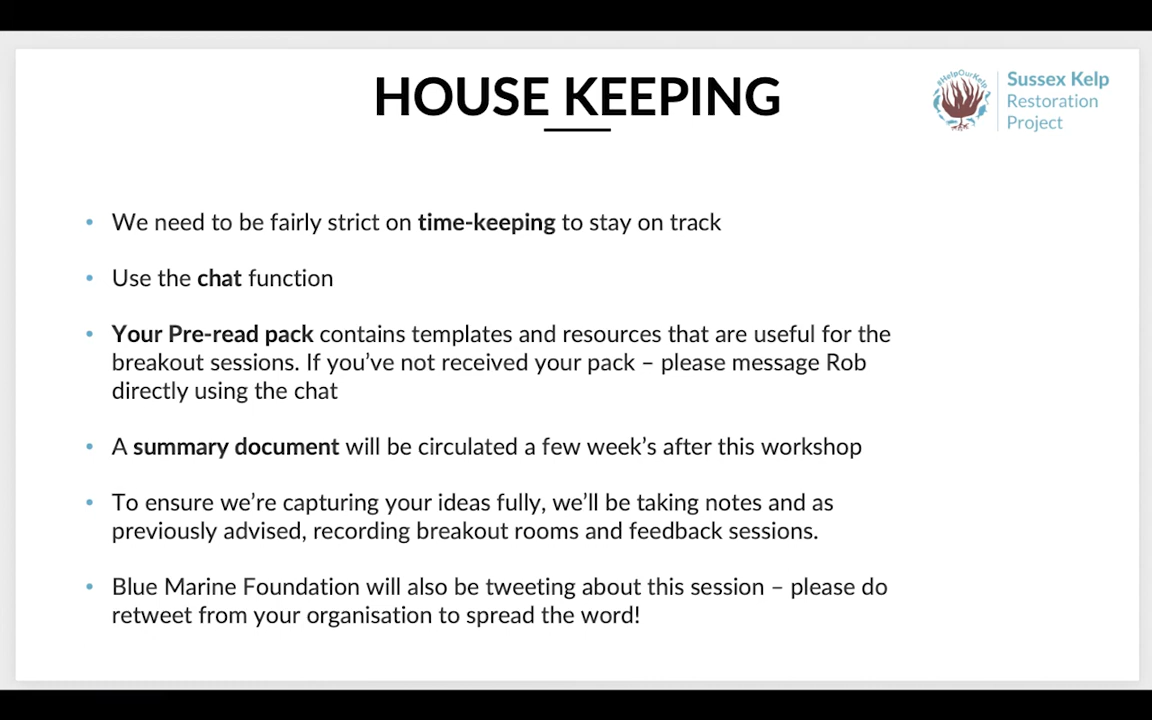 HOUSE KEEPING
#HelpOurKelp
Sussex Kelp
Restoration
Project
• We need to be fairly strict on time-keeping to stay on track
• Use the chat function
• Your Pre-read pack contains templates and resources that are useful for the
breakout sessions. If you’ve not received your pack – please message Rob
directly using the chat
• A summary document will be circulated a few week’s after this workshop
• To ensure we’re capturing your ideas fully, we’ll be taking notes and as
previously advised, recording breakout rooms and feedback sessions.
• Blue Marine Foundation will also be tweeting about this session – please do
retweet from your organisation to spread the word!